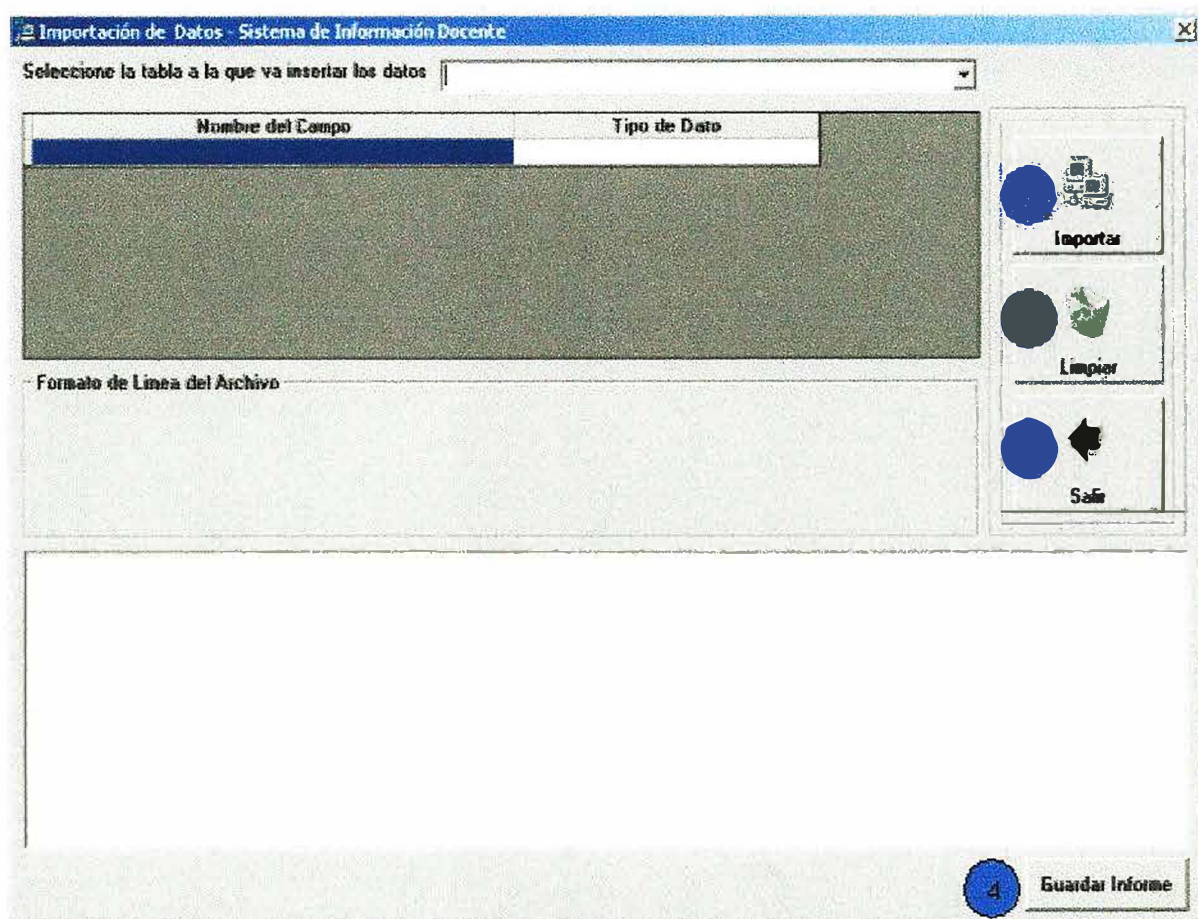 Importación de Datos - Sistema de Información Docente
Seleccione la tabla a la que va insertar los datos
Nombre del Campo Tipo de Dato
Importar
Limpiar
Formato de Linea del Archivo
Salir
4 Guardar Informe